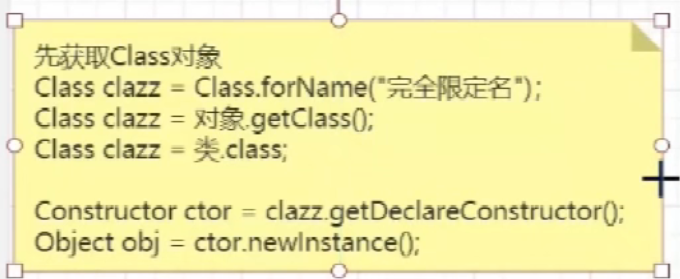 先获取Class对象
Class clazz = Class.forName("完全限定名");
Class clazz = 对象.getClass();
Class clazz = 类.class;
Constructor ctor = clazz.getDeclareConstructor();
Object obj = ctor.newInstance();